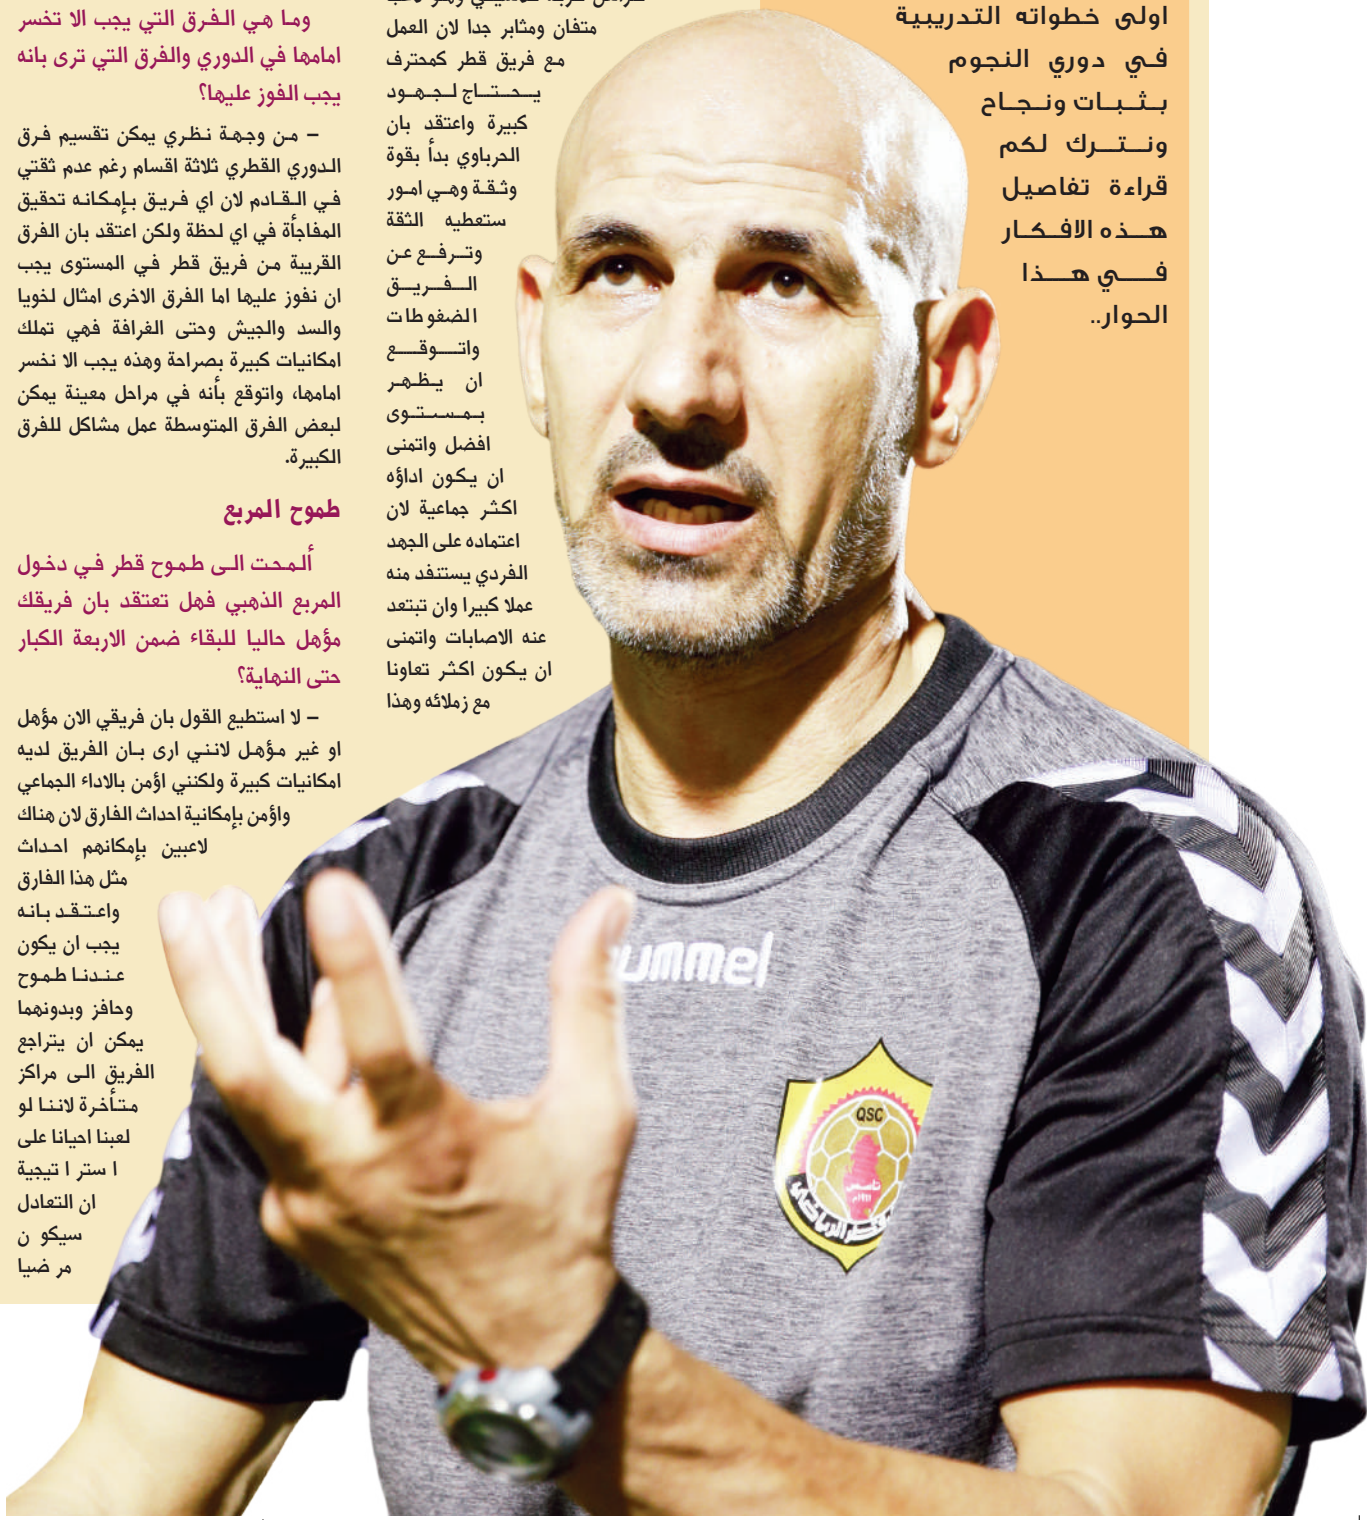 اولى خطواته التدريبية
في دوري النجوم
بثبات ونجاح
ونترك لكم
قراءة تفاصيل
هذه الافكار
في هذا
الحوار..
متفان ومثابر جدا لان العمل
مع فريق قطر كمحترف
يحتاج لجهود
كبيرة واعتقد بان
الحرباوي بدأ بقوة
وثقة وهي امور
ستعطيه الثقة
وترفع عن
الفريق
الضغوطات
واتوقع
ان يظهر
بمستوى
افضل واتمنى
ان يكون اداؤه
اكثر جماعية لان
اعتماده على الجهد
الفردي يستنفد منه
عملا كبيرا وان تبتعد
عنه الاصابات واتمنى
ان يكون اكثر تعاونا
مع زملائه وهذا
وما هي الفرق التي يجب الا تخسر
امامها في الدوري والفرق التي ترى بانه
يجب الفوز عليها؟
– من وجهة نظري يمكن تقسيم فرق
الدوري القطري ثلاثة اقسام رغم عدم ثقتي
في القادم لان اي فريق بإمكانه تحقيق
المفاجأة في اي لحظة ولكن اعتقد بان الفرق
القريبة من فريق قطر في المستوى يجب
ان نفوز عليها اما الفرق الاخرى امثال لخويا
والسد والجيش وحتى الغرافة فهي تملك
امكانيات كبيرة بصراحة وهذه يجب الا نخسر
امامها، واتوقع بأنه في مراحل معينة يمكن
لبعض الفرق المتوسطة عمل مشاكل للفرق
الكبيرة.
طموح المربع
ألمحت الى طموح قطر في دخول
المربع الذهبي فهل تعتقد بان فريقك
مؤهل حاليا للبقاء ضمن الاربعة الكبار
حتى النهاية؟
– لا استطيع القول بان فريقي الان مؤهل
او غير مؤهل لانني ارى بان الفريق لديه
امكانيات كبيرة ولكنني اؤمن بالاداء الجماعي
واؤمن بإمكانية احداث الفارق لان هناك
لاعبين بإمكانهم احداث
مثل هذا الفارق
واعتقد بانه
يجب ان يكون
عندنا طموح
وحافز وبدونهما
يمكن ان يتراجع
الفريق الى مراكز
متأخرة لاننا لو
لعبنا احيانا على
استراتيجية
ان التعادل
سيكون
مرضيا
hummel
QSC
تأسس
قطر الرياضي